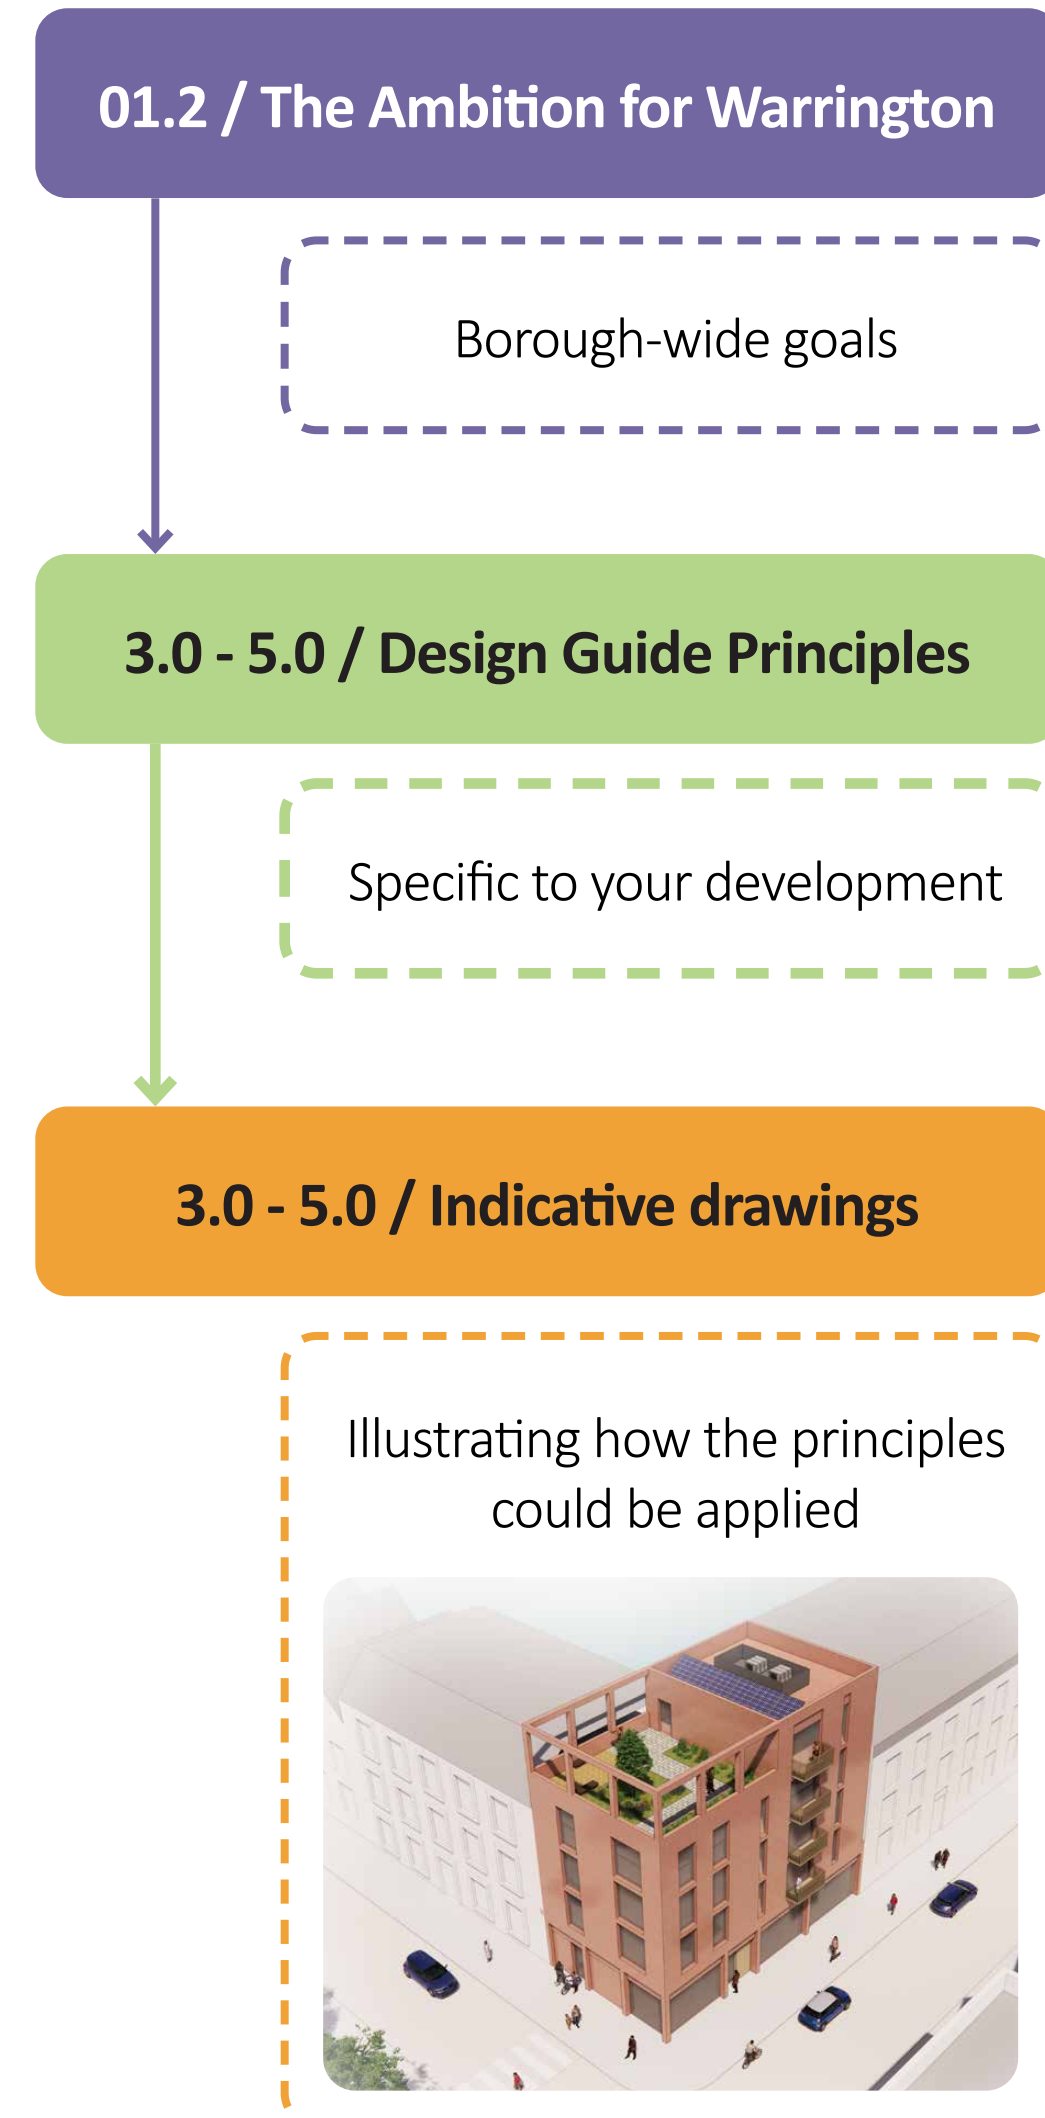 01.2 / The Ambition for Warrington
Borough-wide goals
3.0 - 5.0 / Design Guide Principles
Specific to your development
3.0 - 5.0 / Indicative drawings
Illustrating how the principles
could be applied